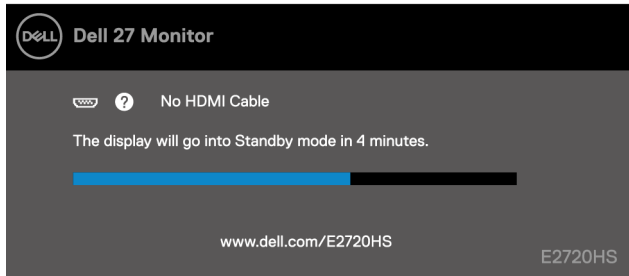 DELL Dell 27 Monitor
? No HDMI Cable
The display will go into Standby mode in 4 minutes.
www.dell.com/E2720HS
E2720HS